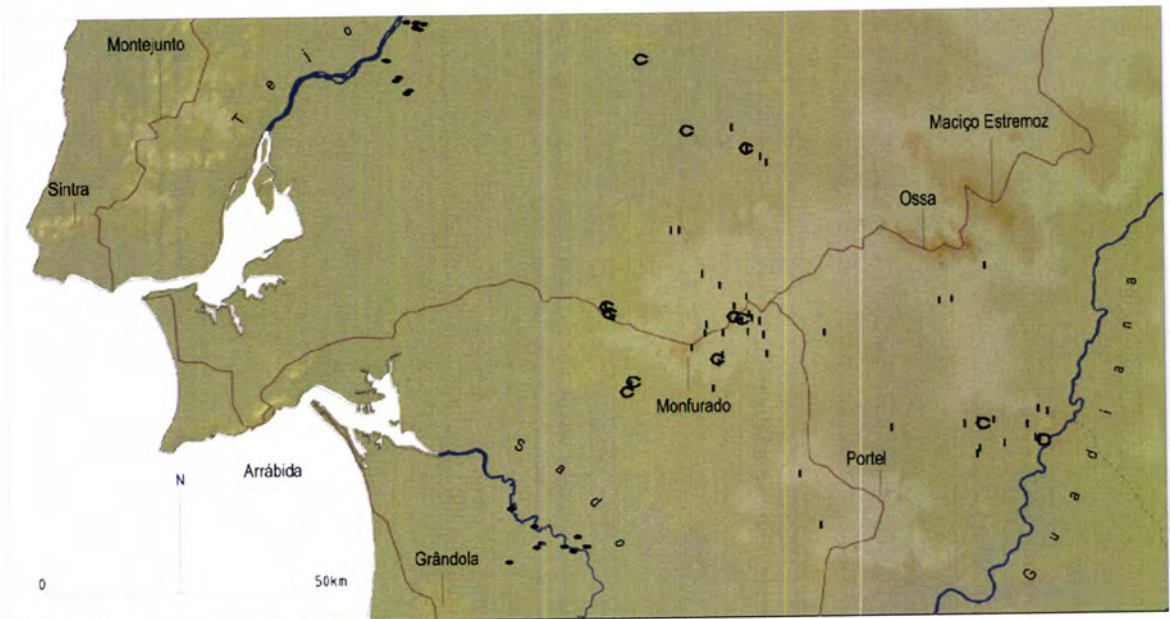 Montejunto
Tejo
Maciço Estremoz
Sintra
Ossa
Guadiana
Monfurado
Sado
Portel
Arrábida
N
Grândola
0
50km